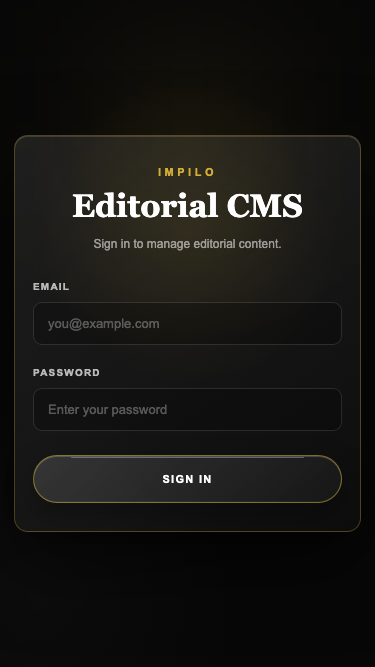 IMPILO
Editorial CMS
Sign in to manage editorial content.
EMAIL
you@example.com
PASSWORD
Enter your password
SIGN IN